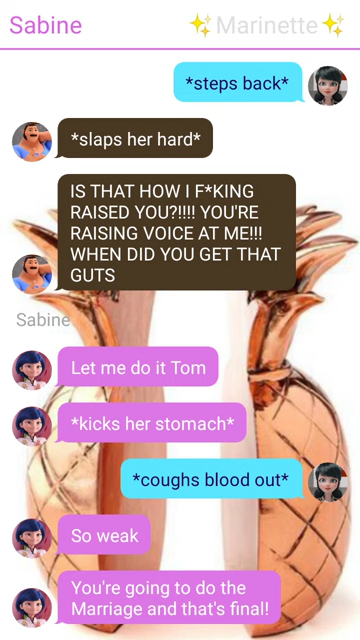 Sabine
✨Marinette✨
*steps back*
*slaps her hard*
IS THAT HOW I F*KING
RAISED YOU?!!!! YOU'RE
RAISING VOICE AT ME!!!
WHEN DID YOU GET THAT
GUTS
Sabine
Let me do it Tom
*kicks her stomach*
*coughs blood out*
So weak
You're going to do the
Marriage and that's final!